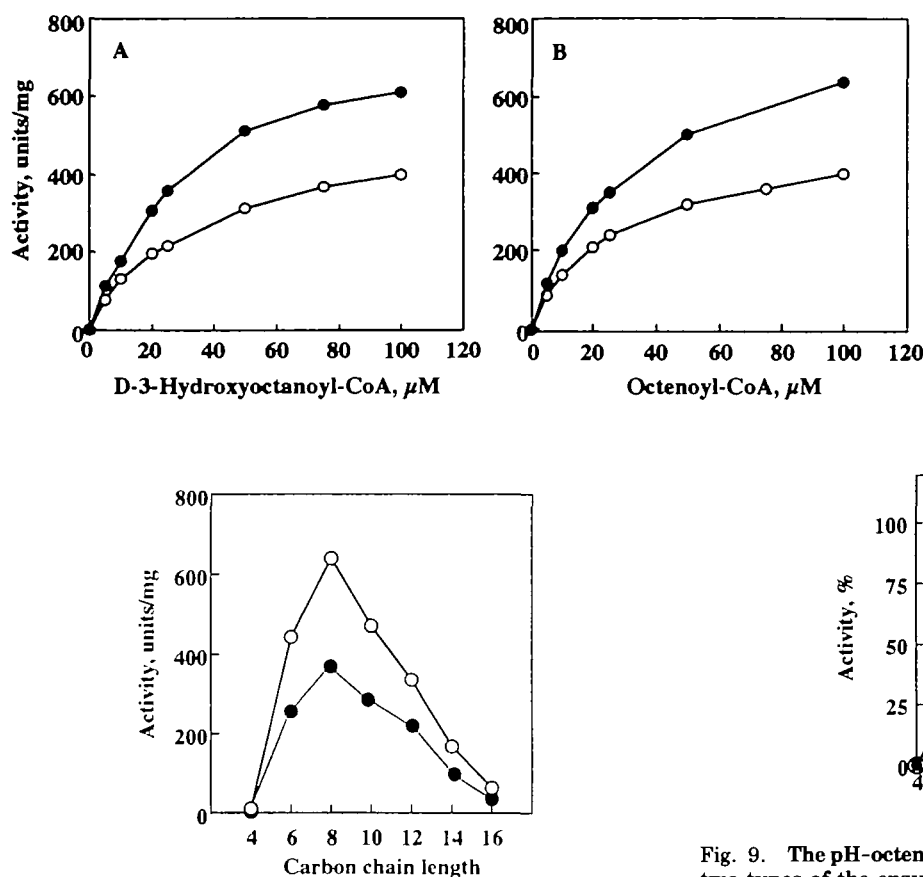 A
B
800
600
400
200
0
Activity, units/mg
0 20 40 60 80 100 120
D-3-Hydroxyoctanoyl-CoA, μM
800
600
400
200
0
0 20 40 60 80 100 120
Octenoyl-CoA, μM
800
600
400
200
0
Activity, units/mg
4 6 8 10 12 14 16
Carbon chain length
100
75
50
25
0
Activity, %
4
Fig. 9. The pH-octen
two types of the enzym